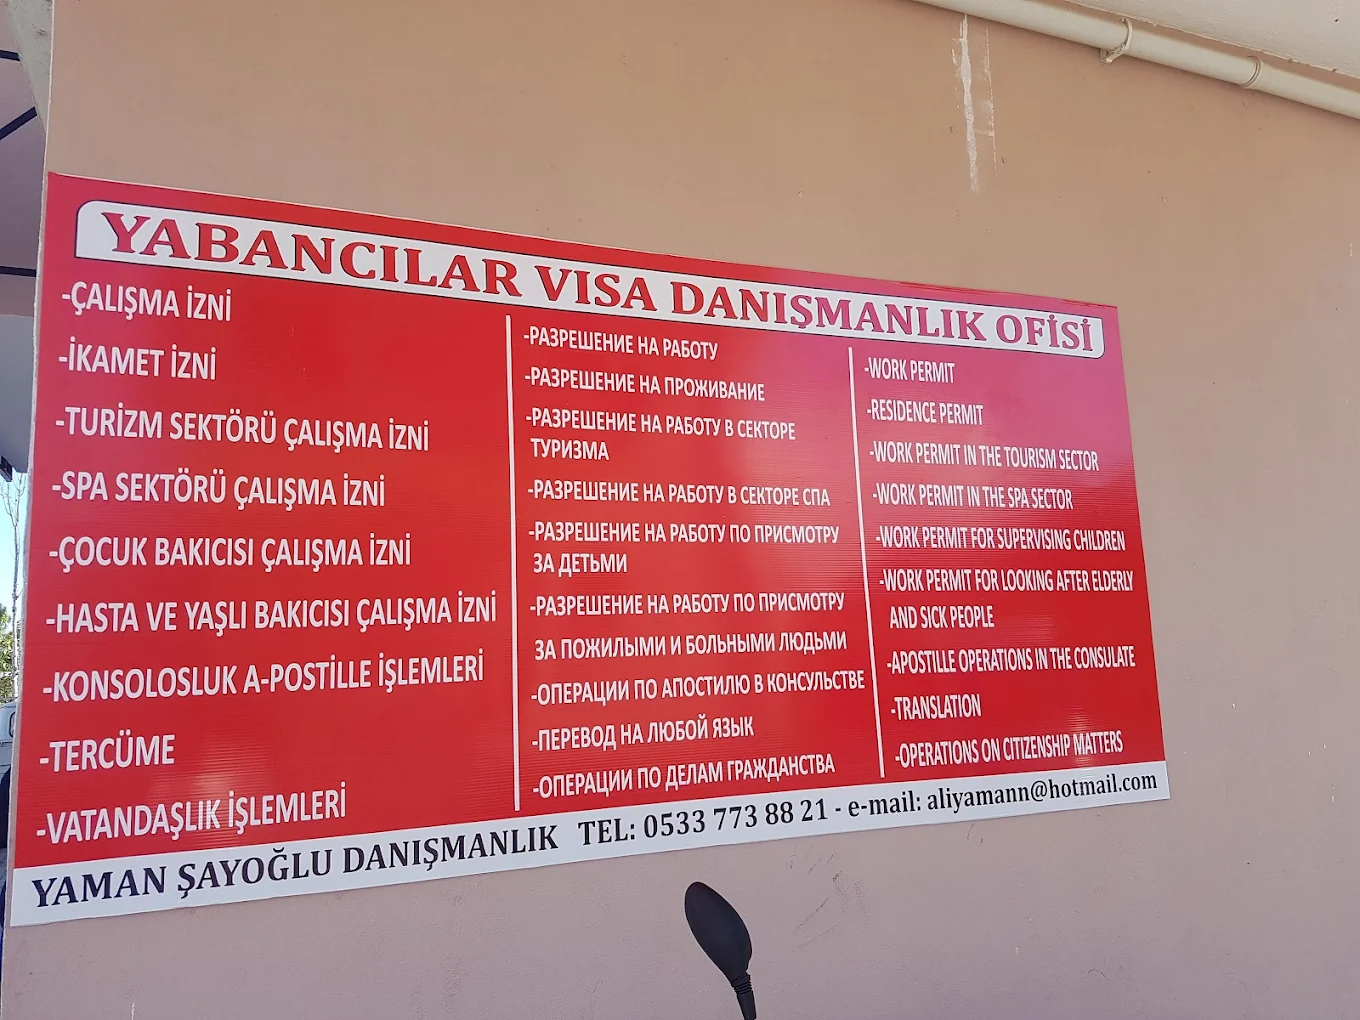 YABANCILAR VISA DANIŞMANLIK OFİSİ
-ÇALIŞMA İZNİ
-İKAMET İZNİ
-TURİZM SEKTÖRÜ ÇALIŞMA İZNİ
-SPA SEKTÖRÜ ÇALIŞMA İZNİ
-ÇOCUK BAKICISI ÇALIŞMA İZNİ
-HASTA VE YAŞLI BAKICISI ÇALIŞMA İZNİ
-KONSOLOSLUK A-POSTİLLE İŞLEMLERİ
-TERCÜME
-VATANDAŞLIK İŞLEMLERİ
-РАЗРЕШЕНИЕ НА РАБОТУ
-РАЗРЕШЕНИЕ НА ПРОЖИВАНИЕ
-РАЗРЕШЕНИЕ НА РАБОТУ В СЕКТОРЕ
ТУРИЗМА
-РАЗРЕШЕНИЕ НА РАБОТУ В СЕКТОРЕ СПА
-РАЗРЕШЕНИЕ НА РАБОТУ ПО ПРИСМОТРУ
ЗА ДЕТЬМИ
-РАЗРЕШЕНИЕ НА РАБОТУ ПО ПРИСМОТРУ
ЗА ПОЖИЛЫМИ И БОЛЬНЫМИ ЛЮДЬМИ
-ОПЕРАЦИИ ПО АПОСТИЛЮ В КОНСУЛЬСТВЕ
-ПЕРЕВОД НА ЛЮБОЙ ЯЗЫК
-ОПЕРАЦИИ ПО ДЕЛАМ ГРАЖДАНСТВА
-WORK PERMIT
-RESIDENCE PERMIT
-WORK PERMIT IN THE TOURISM SECTOR
-WORK PERMIT IN THE SPA SECTOR
-WORK PERMIT FOR SUPERVISING CHILDREN
-WORK PERMIT FOR LOOKING AFTER ELDERLY
AND SICK PEOPLE
-APOSTILLE OPERATIONS IN THE CONSULATE
-TRANSLATION
-OPERATIONS ON CITIZENSHIP MATTERS
YAMAN ŞAYOĞLU DANIŞMANLIK TEL: 0533 773 88 21 - e-mail: aliyamann@hotmail.com